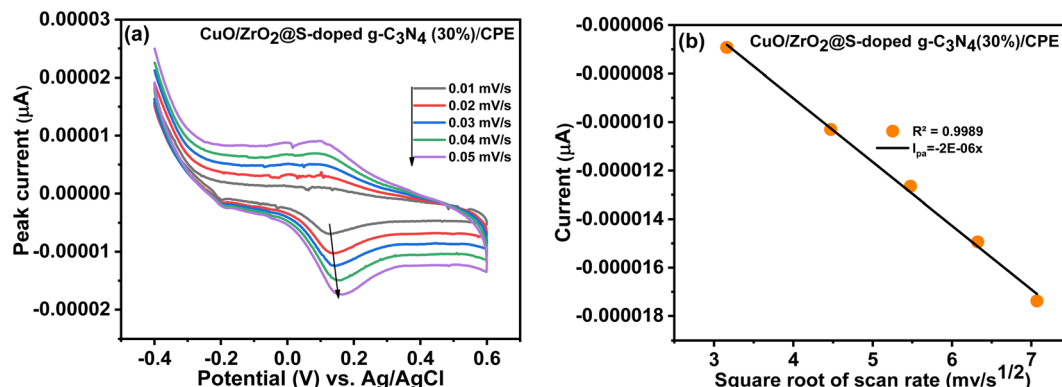 (a)
CuO/ZrO₂@S-doped g-C₃N₄ (30%)/CPE
0.01 mV/s
0.02 mV/s
0.03 mV/s
0.04 mV/s
0.05 mV/s
Peak current (μA)
0.00003
0.00002
0.00001
0.00000
-0.00001
-0.00002
-0.4
-0.2
0.0
0.2
0.4
0.6
Potential (V) vs. Ag/AgCl
(b)
CuO/ZrO₂@S-doped g-C₃N₄(30%)/CPE
R² = 0.9989
Iₚₐ=-2E-06x
Current (μA)
-0.000006
-0.000008
-0.000010
-0.000012
-0.000014
-0.000016
-0.000018
3
4
5
6
7
Square root of scan rate (mv/s¹/²)